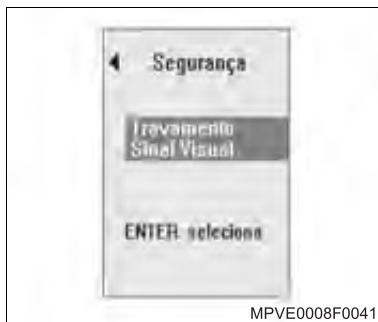 Segurança
Travamento
Sinal Visual
ENTER seleciona
MPVE0008F0041